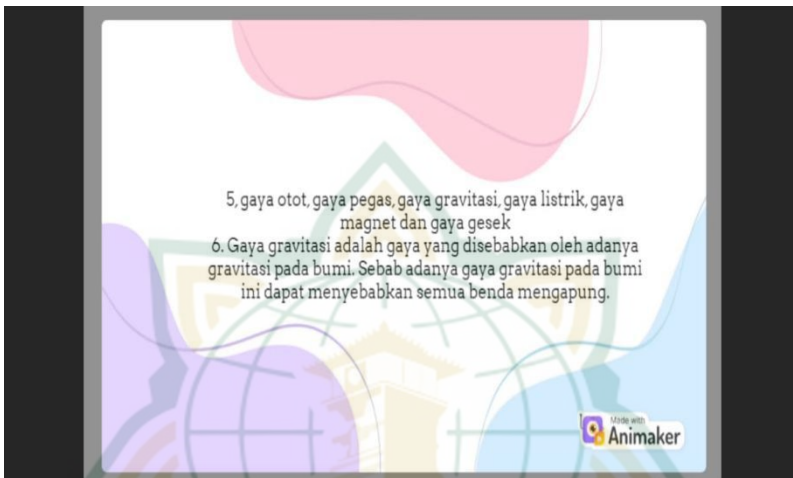 5, gaya otot, gaya pegas, gaya gravitasi, gaya listrik, gaya
magnet dan gaya gesek
6. Gaya gravitasi adalah gaya yang disebabkan oleh adanya
gravitasi pada bumi. Sebab adanya gaya gravitasi pada bumi
ini dapat menyebabkan semua benda mengapung.
Made with
Animaker